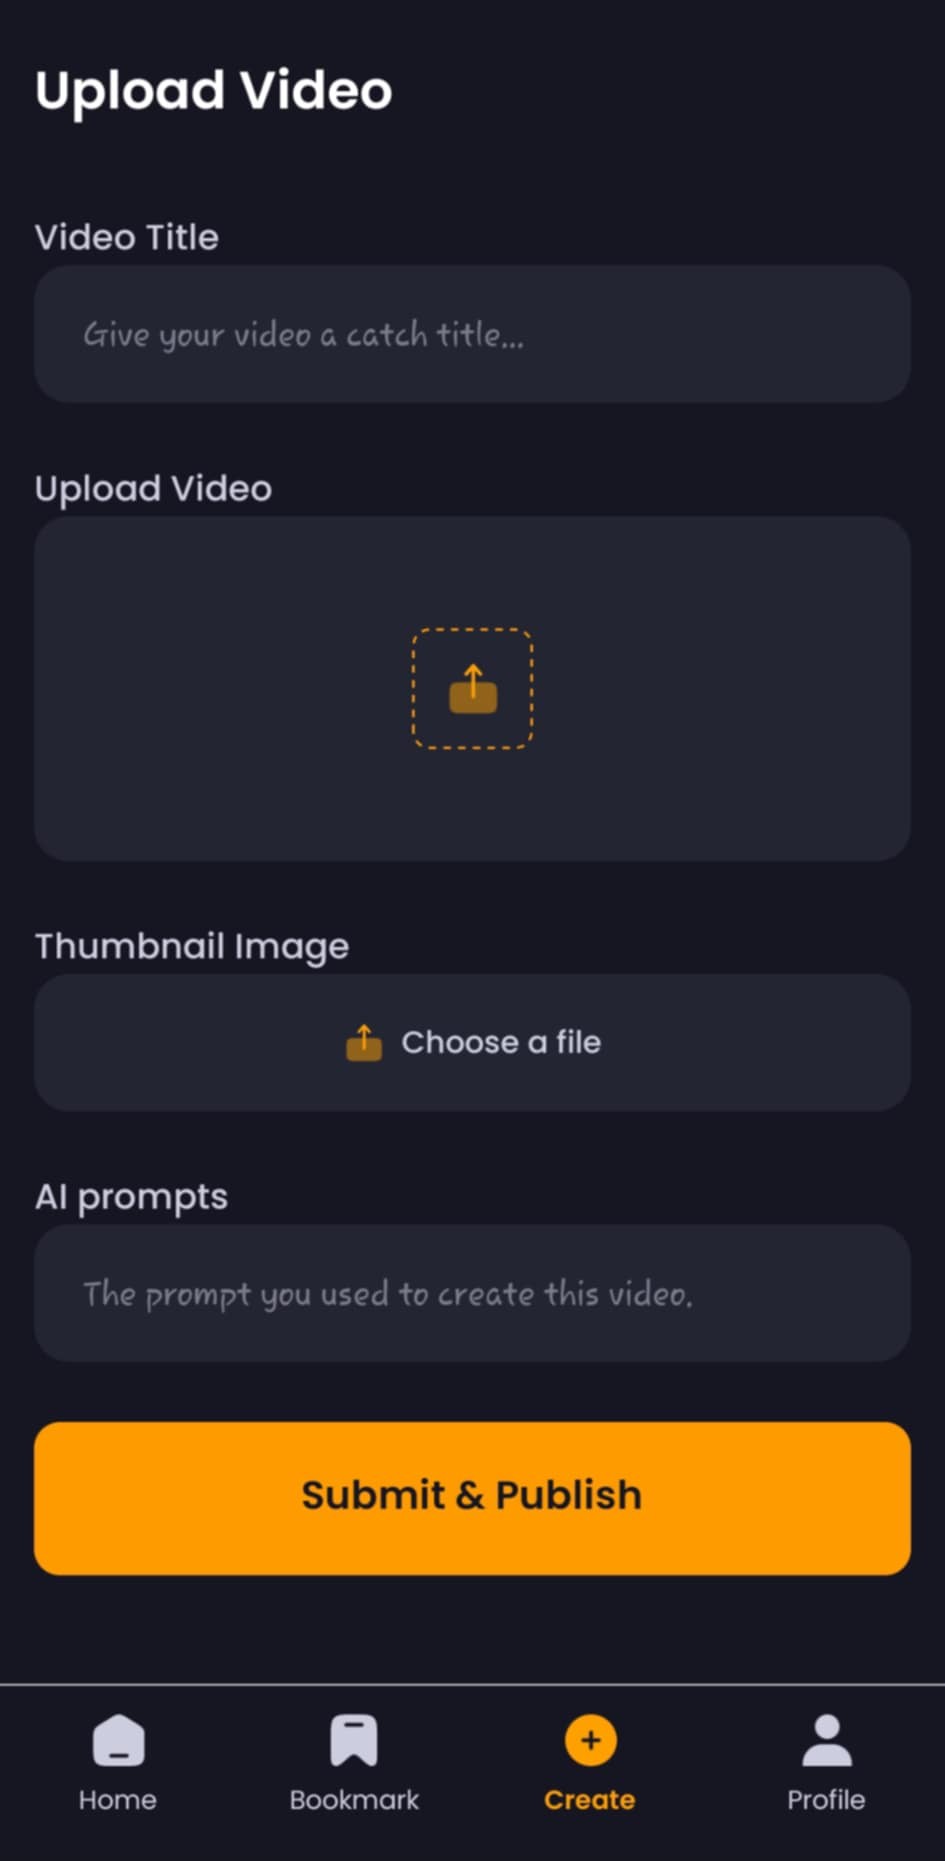 Upload Video
Video Title
Give your video a catch title...
Upload Video
Thumbnail Image
Choose a file
AI prompts
The prompt you used to create this video.
Submit & Publish
Home
Bookmark
Create
Profile